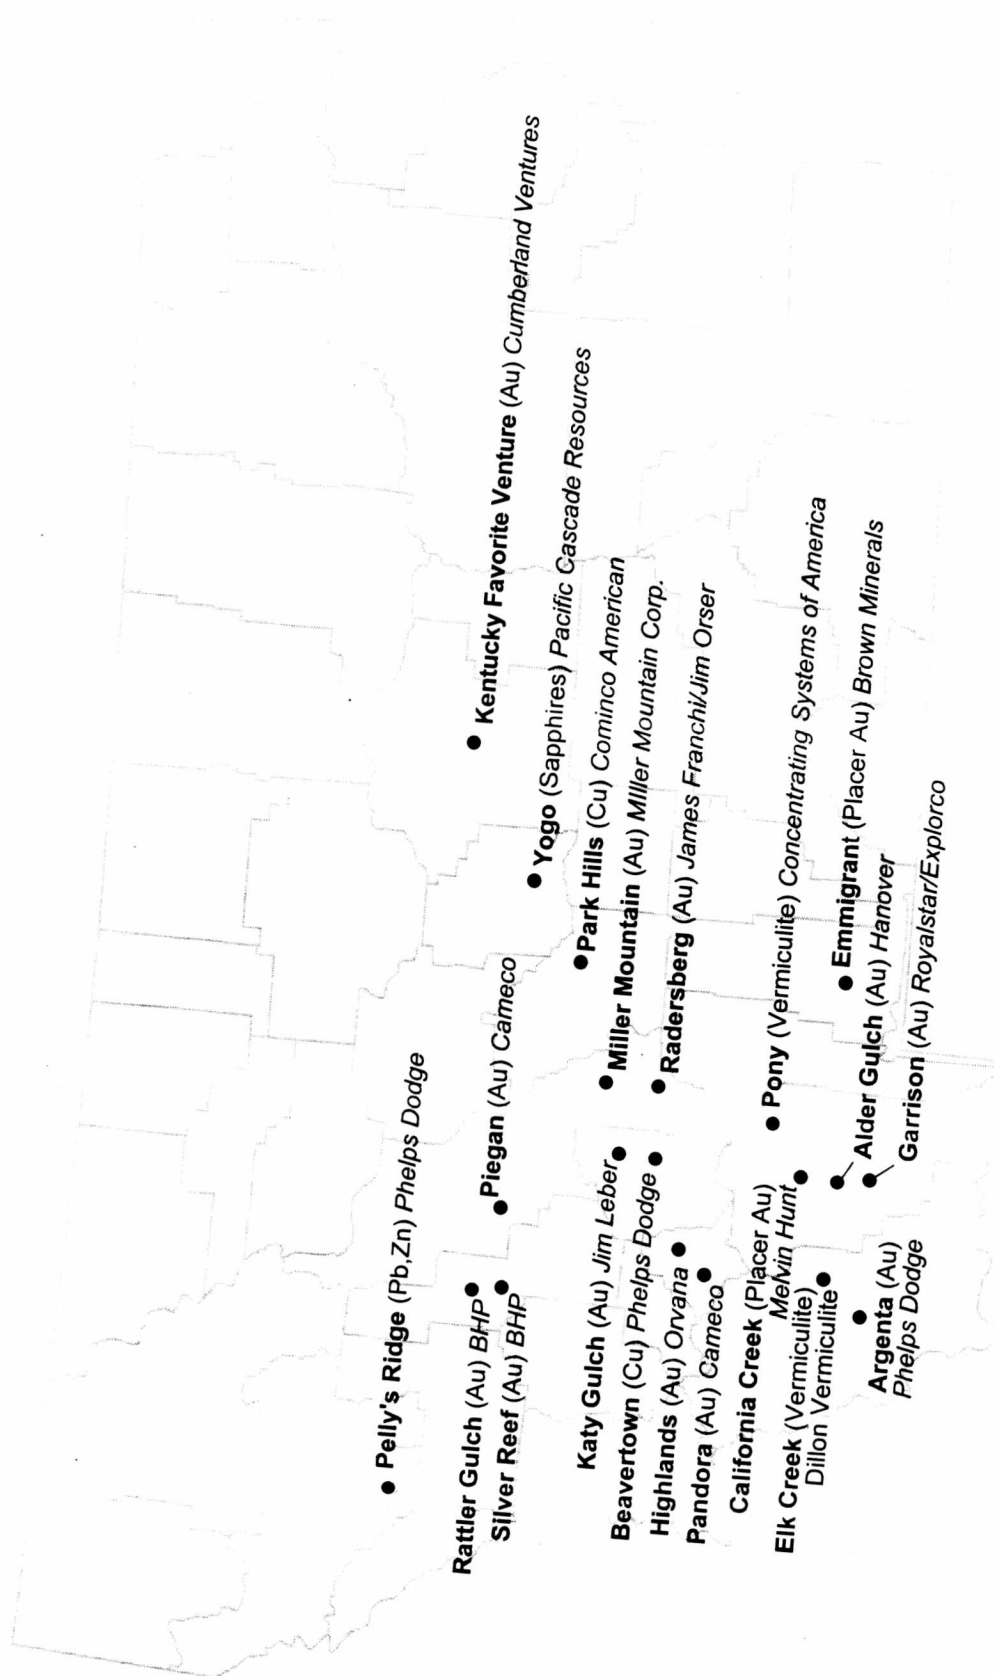 Pelly's Ridge (Pb,Zn) Phelps Dodge
Kentucky Favorite Venture (Au) Cumberland Ventures
Rattler Gulch (Au) BHP
Silver Reef (Au) BHP
Piegan (Au) Cameco
Yogo (Sapphires) Pacific Cascade Resources
Park Hills (Cu) Cominco American
Miller Mountain (Au) MIller Mountain Corp.
Katy Gulch (Au) Jim Leber
Beavertown (Cu) Phelps Dodge
Radersberg (Au) James Franchi/Jim Orser
Highlands (Au) Orvana
Pandora (Au) Cameco
California Creek (Placer Au)
Melvin Hunt
Pony (Vermiculite) Concentrating Systems of America
Elk Creek (Vermiculite)
Dillon Vermiculite
Emmigrant (Placer Au) Brown Minerals
Alder Gulch (Au) Hanover
Garrison (Au) Royalstar/Explorco
Argenta (Au)
Phelps Dodge